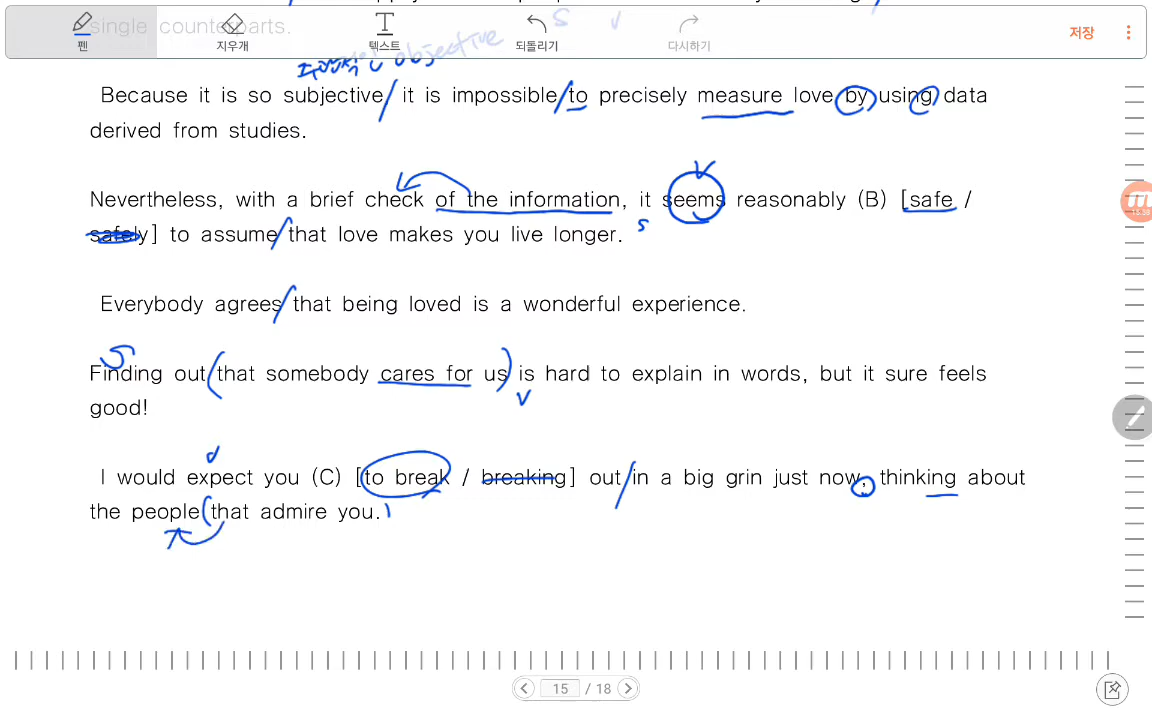 single counterparts.
S V
펜 지우개 텍스트 되돌리기 다시하기 저장
objective
Because it is so subjective/ it is impossible/to precisely measure love by using data
derived from studies.
V
Nevertheless, with a brief check of the information, it seems reasonably (B) [safe /
S
safely] to assume/that love makes you live longer.
Everybody agrees/that being loved is a wonderful experience.
S
Finding out(that somebody cares for us) is hard to explain in words, but it sure feels
V
good!
I would expect you (C) [to break / breaking] out/in a big grin just now, thinking about
the people(that admire you.)
15 / 18